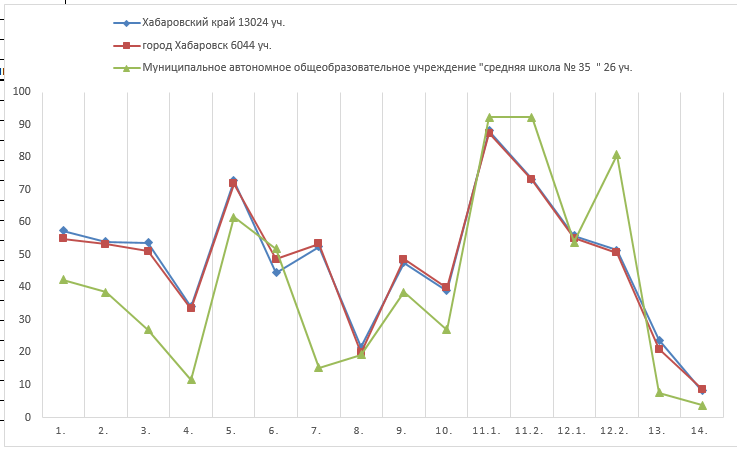 Хабаровский край 13024 уч.
город Хабаровск 6044 уч.
Муниципальное автономное общеобразовательное учреждение "средняя школа № 35  " 26 уч.
100
90
80
70
60
50
40
30
20
10
0
1. 2. 3. 4. 5. 6. 7. 8. 9. 10. 11.1. 11.2. 12.1. 12.2. 13. 14.